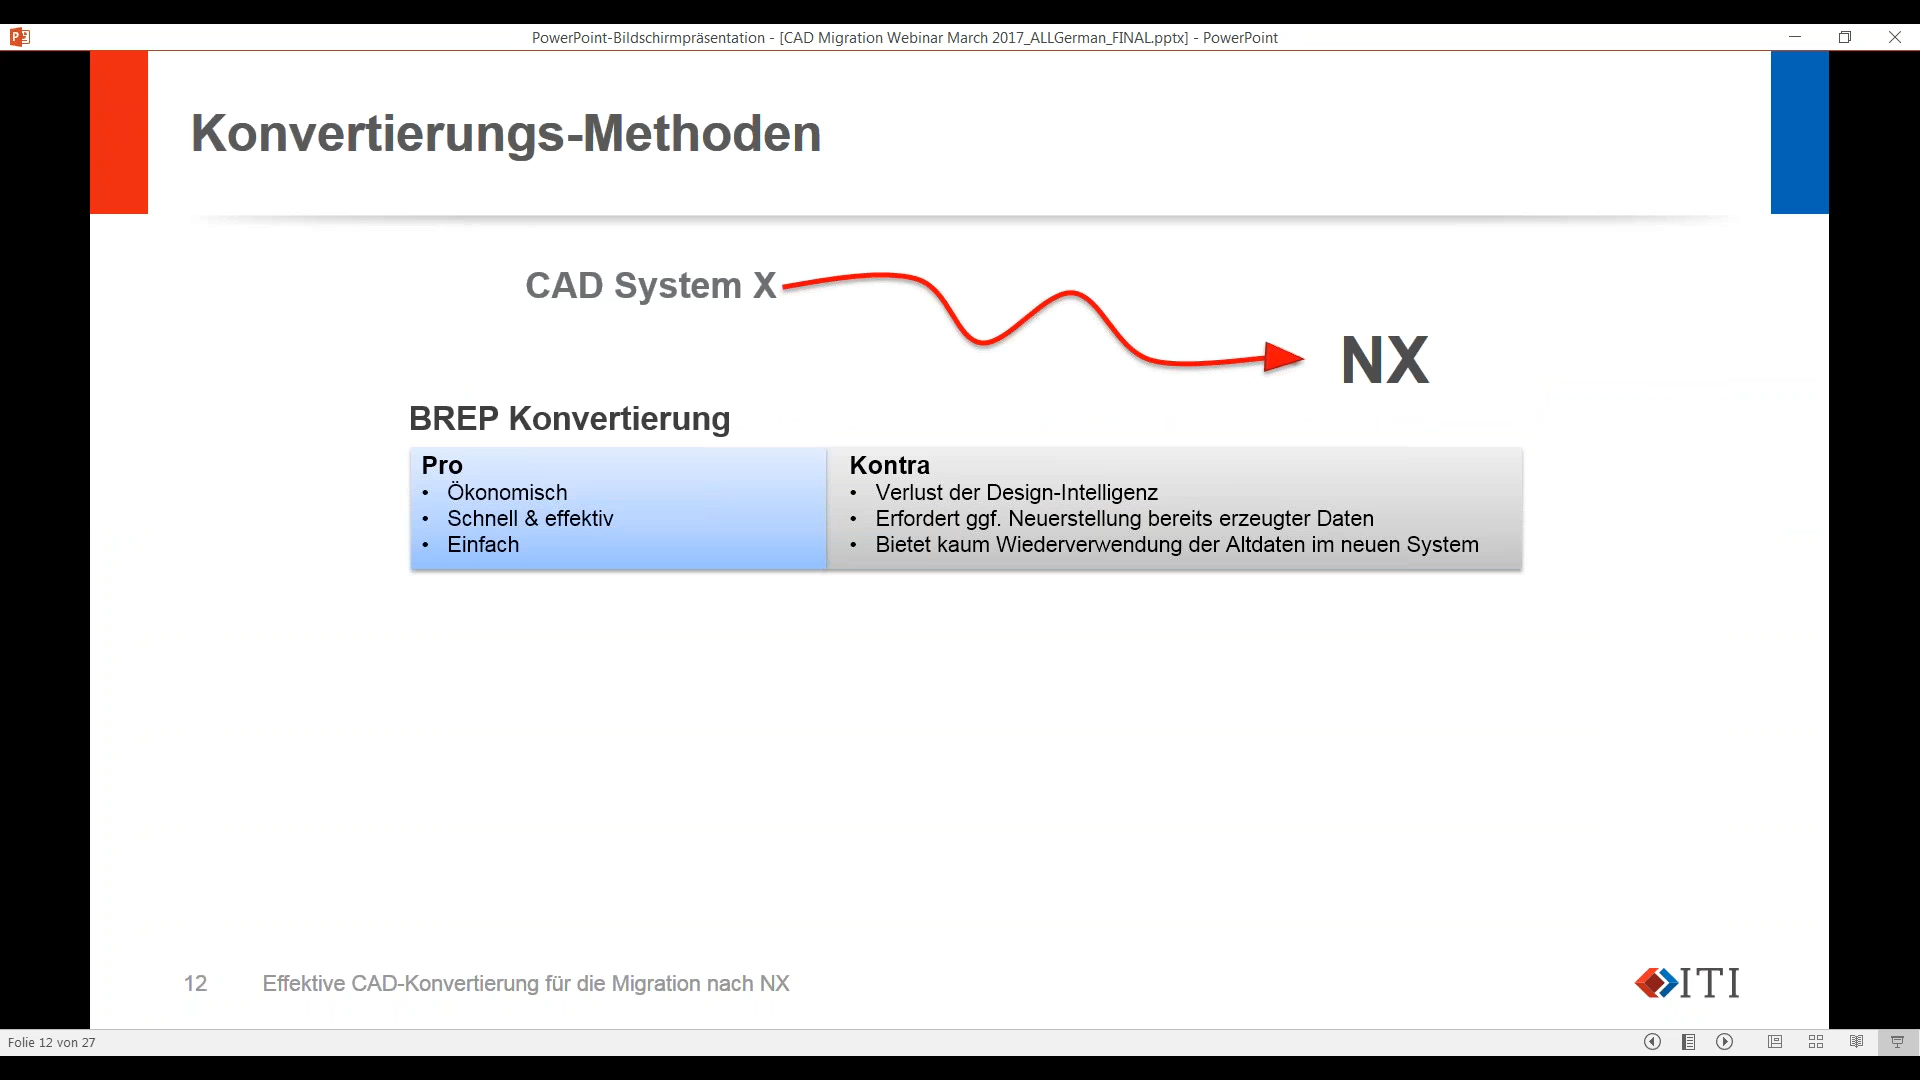 PowerPoint-Bildschirmpräsentation - [CAD Migration Webinar March 2017_ALLGerman_FINAL.pptx] - PowerPoint
Konvertierungs-Methoden
CAD System X
NX
BREP Konvertierung
Pro
• Ökonomisch
• Schnell & effektiv
• Einfach
Kontra
• Verlust der Design-Intelligenz
• Erfordert ggf. Neuerstellung bereits erzeugter Daten
• Bietet kaum Wiederverwendung der Altdaten im neuen System
12 Effektive CAD-Konvertierung für die Migration nach NX
ITI
Folie 12 von 27